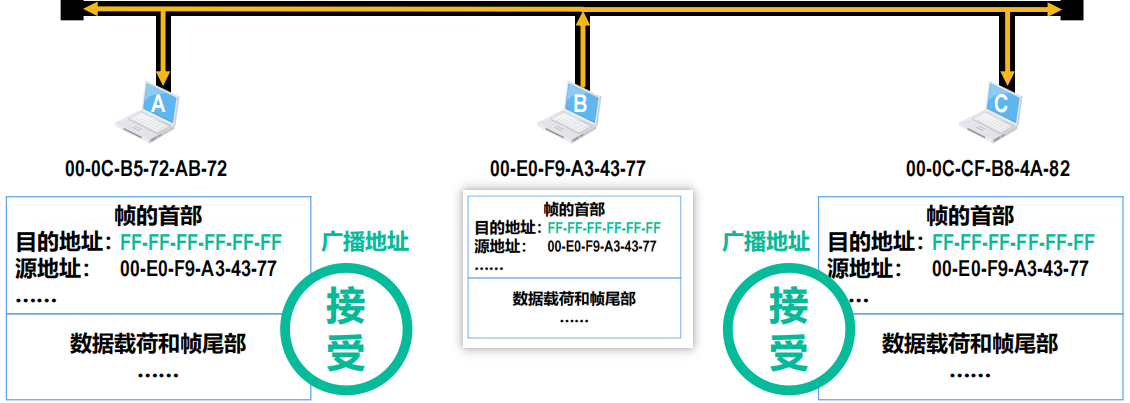 A
B
C
00-0C-B5-72-AB-72
00-E0-F9-A3-43-77
00-0C-CF-B8-4A-82
帧的首部
目的地址：FF-FF-FF-FF-FF-FF
源地址： 00-E0-F9-A3-43-77
……
数据载荷和帧尾部
……
广播地址
接
受
帧的首部
目的地址：FF-FF-FF-FF-FF-FF
源地址： 00-E0-F9-A3-43-77
……
数据载荷和帧尾部
……
广播地址
接
受
帧的首部
目的地址：FF-FF-FF-FF-FF-FF
源地址： 00-E0-F9-A3-43-77
……
数据载荷和帧尾部
……